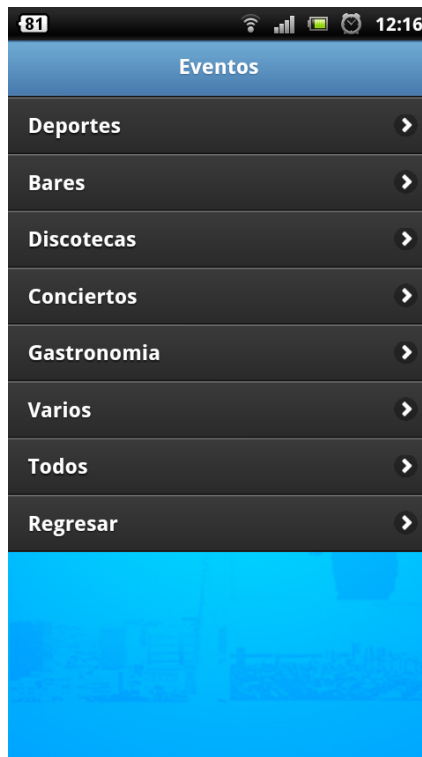 81
12:16
Eventos
Deportes
Bares
Discotecas
Conciertos
Gastronomia
Varios
Todos
Regresar